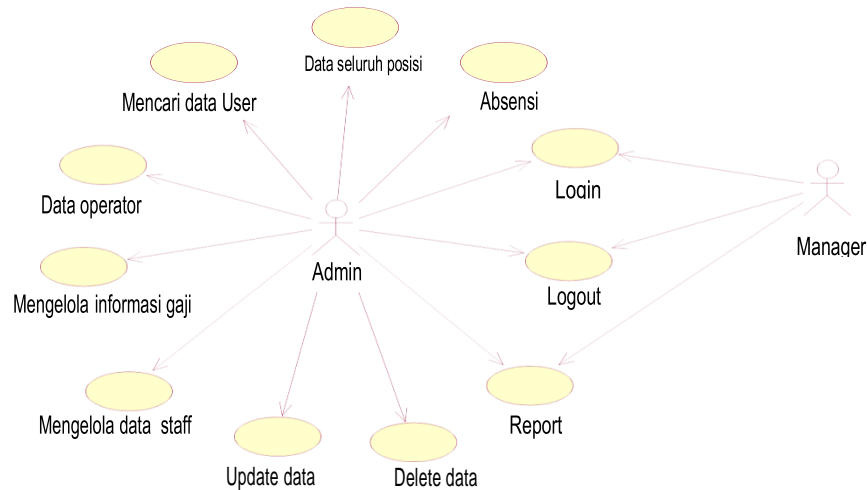 Data seluruh posisi
Mencari data User
Absensi
Data operator
Login
Manager
Admin
Mengelola informasi gaji
Logout
Mengelola data staff
Report
Update data
Delete data